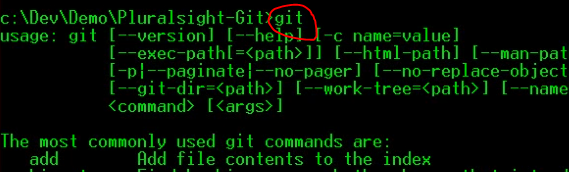 c:\Dev\Demo\Pluralsight-Git>git
usage: git [--version] [--help] [-c name=value]
[--exec-path[=<path>]] [--html-path] [--man-pat
[-p|--paginate|--no-pager] [--no-replace-object
[--git-dir=<path>] [--work-tree=<path>] [--name
<command> [<args>]
The most commonly used git commands are:
add Add file contents to the index